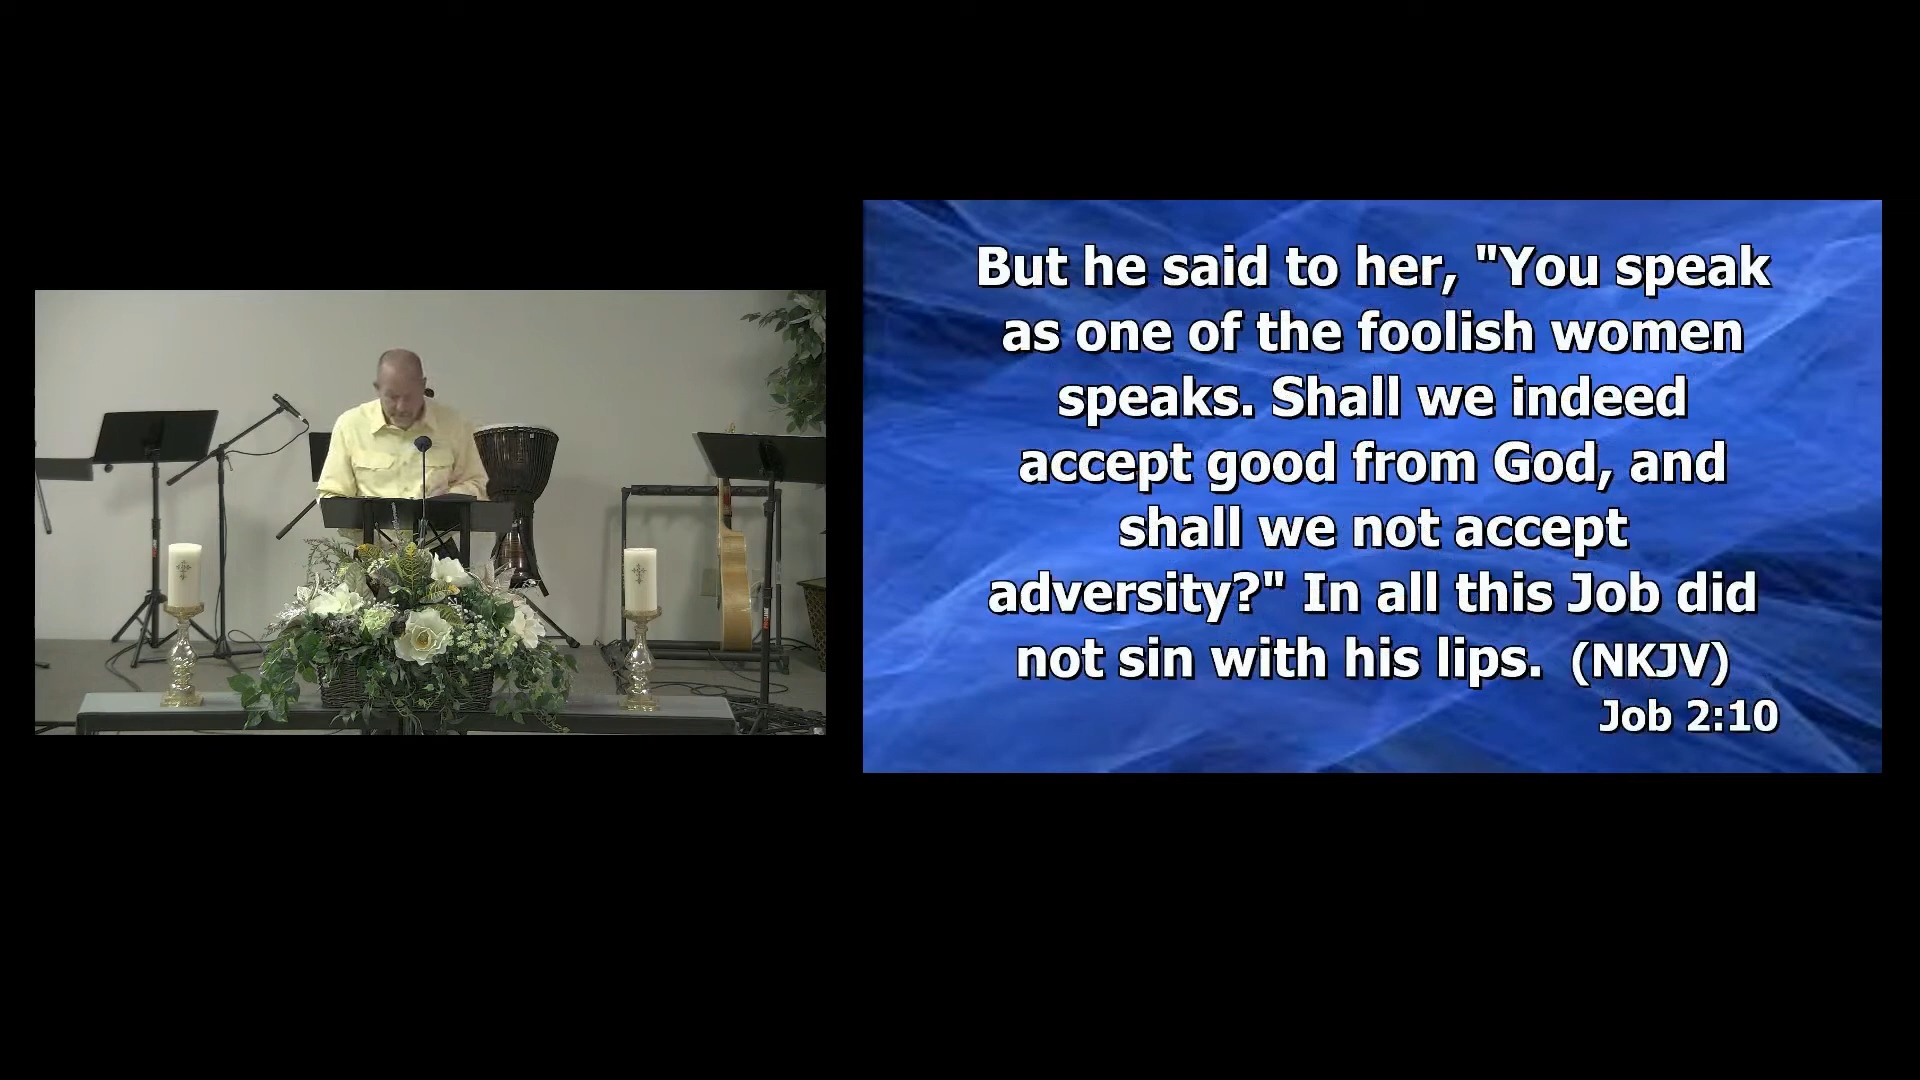 But he said to her, "You speak
as one of the foolish women
speaks. Shall we indeed
accept good from God, and
shall we not accept
adversity?" In all this Job did
not sin with his lips. (NKJV)
Job 2:10